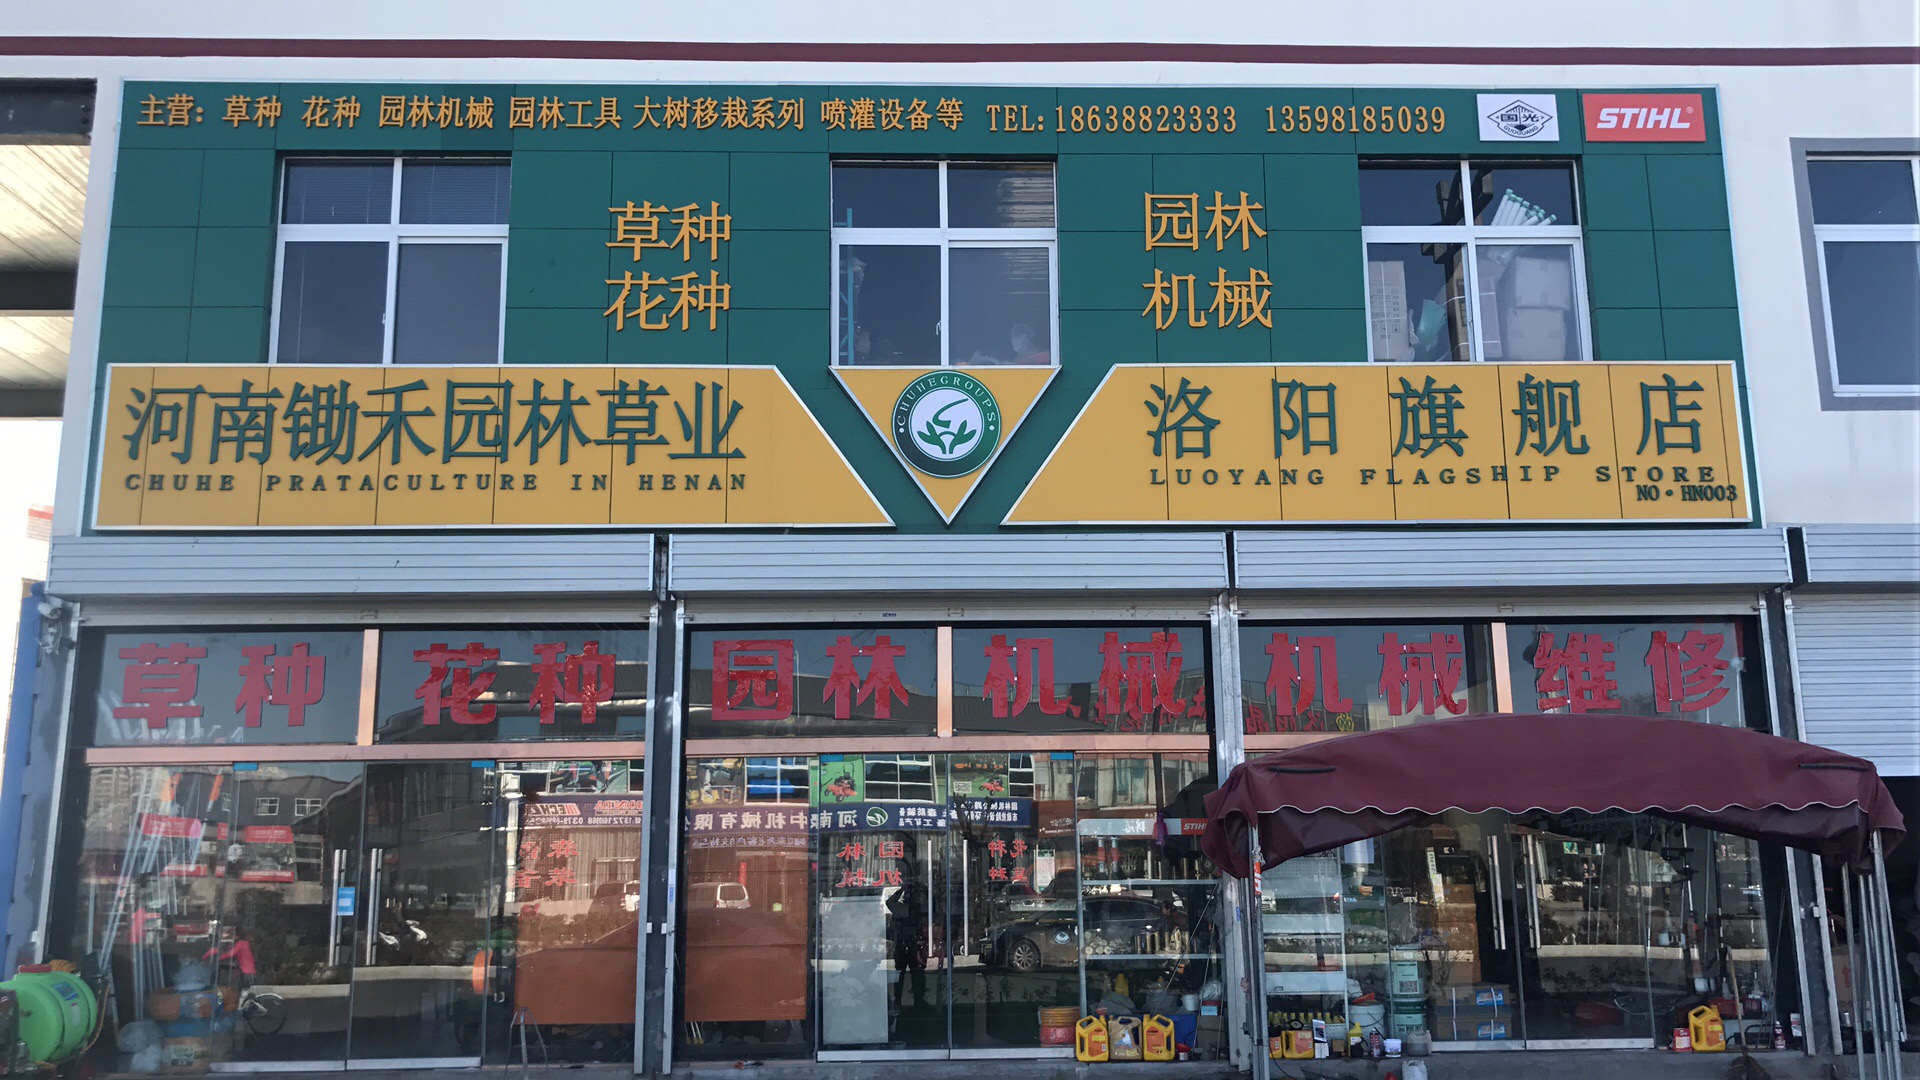 主营: 草种 花种 园林机械 园林工具 大树移栽系列 喷灌设备等 TEL:18638823333 13598185039
国光
GUOGUANG
STIHL
草种
花种
园林
机械
河南锄禾园林草业
CHUHE PRATACULTURE IN HENAN
CHUHEGROUPS
洛阳旗舰店
LUOYANG FLAGSHIP STORE
NO·HN003
草种 花种 园林机械 机械维修
STIHL